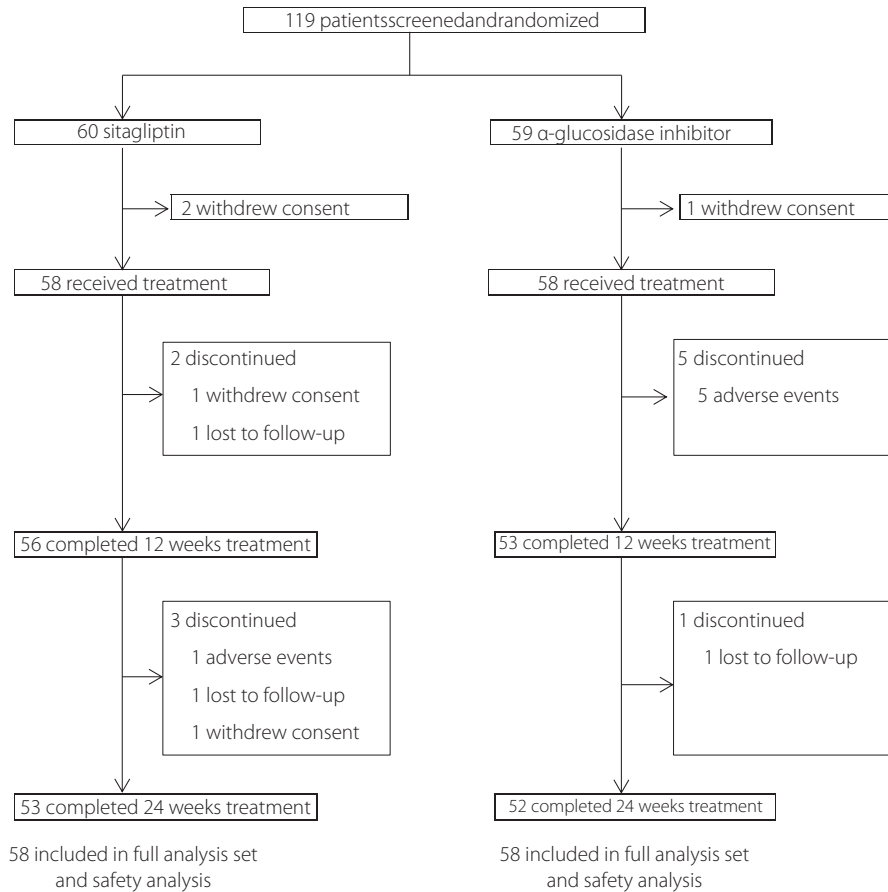 119 patientsscreenedandrandomized
60 sitagliptin
59 α-glucosidase inhibitor
2 withdrew consent
1 withdrew consent
58 received treatment
58 received treatment
2 discontinued
1 withdrew consent
1 lost to follow-up
5 discontinued
5 adverse events
56 completed 12 weeks treatment
53 completed 12 weeks treatment
3 discontinued
1 adverse events
1 lost to follow-up
1 withdrew consent
1 discontinued
1 lost to follow-up
53 completed 24 weeks treatment
52 completed 24 weeks treatment
58 included in full analysis set
and safety analysis
58 included in full analysis set
and safety analysis